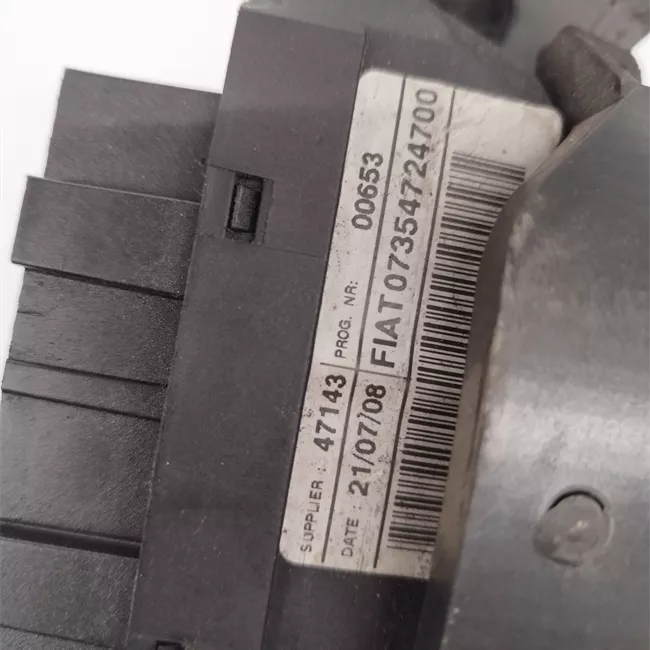 SUPPLIER : 47143 PROG. NR: 00653
DATE : 21/07/08 FIAT07354724700